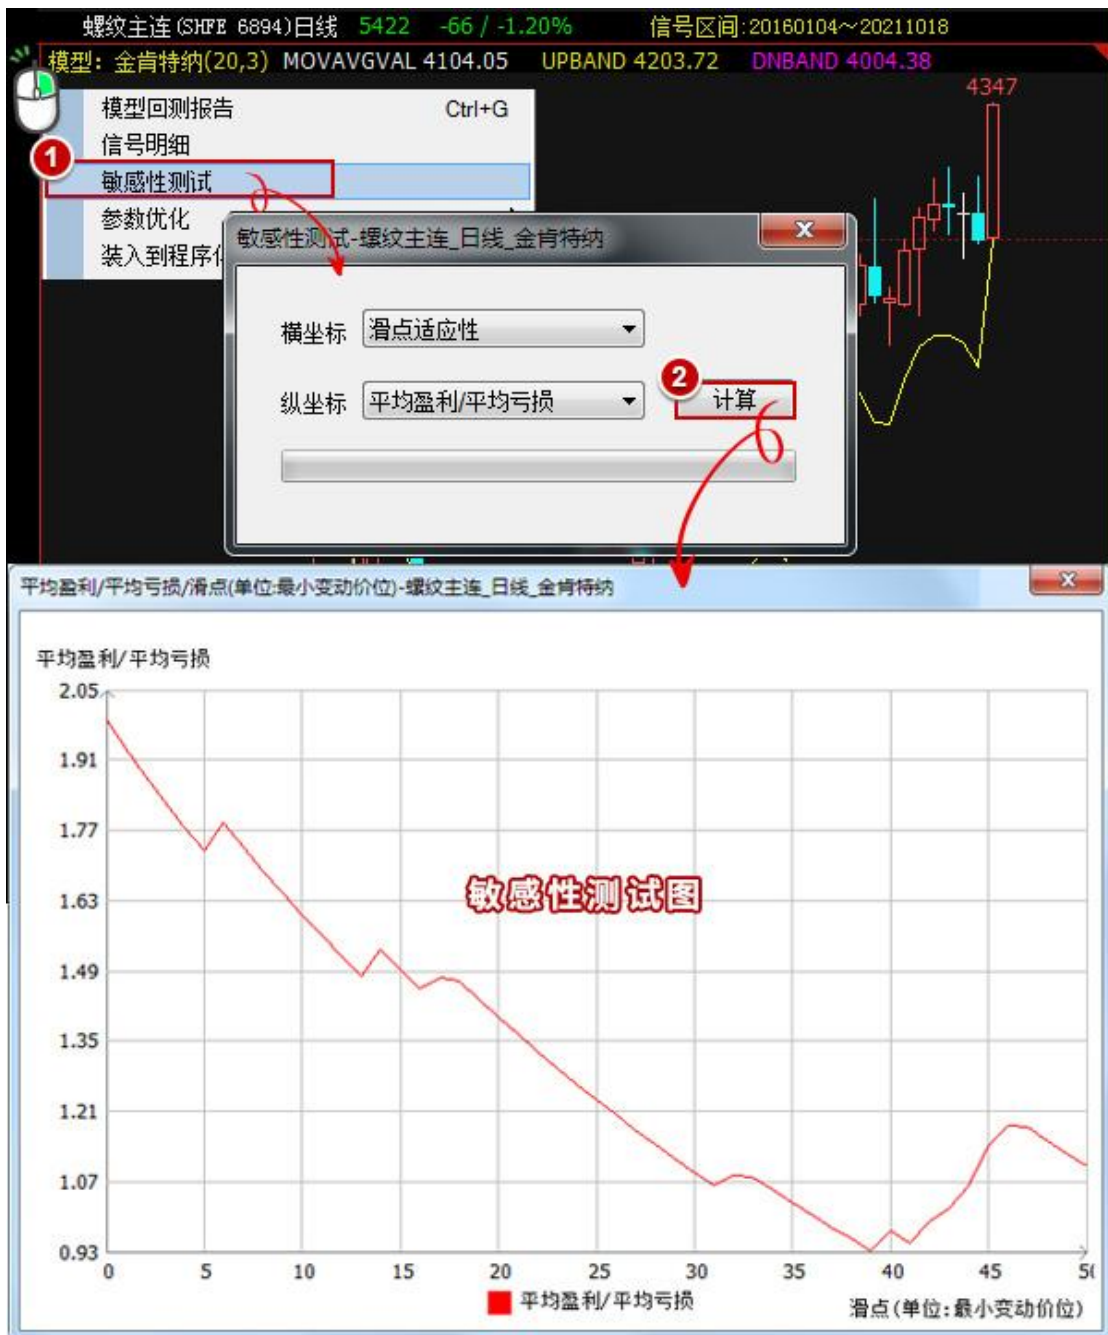 螺纹主连(SHFE 6894)日线 5422 -66 / -1.20% 信号区间:20160104～20211018
模型：金肯特纳(20,3) MOVAVGVAL 4104.05 UPBAND 4203.72 DNBAND 4004.38
4347
模型回测报告 Ctrl+G
信号明细
1
敏感性测试
参数优化
装入到程序化
敏感性测试-螺纹主连_日线_金肯特纳
横坐标 滑点适应性
2
纵坐标 平均盈利/平均亏损 计算
平均盈利/平均亏损/滑点(单位:最小变动价位)-螺纹主连_日线_金肯特纳
平均盈利/平均亏损
2.05
1.91
1.77
敏感性测试图
1.63
1.49
1.35
1.21
1.07
0.93
0 5 10 15 20 25 30 35 40 45 50
平均盈利/平均亏损
滑点(单位:最小变动价位)